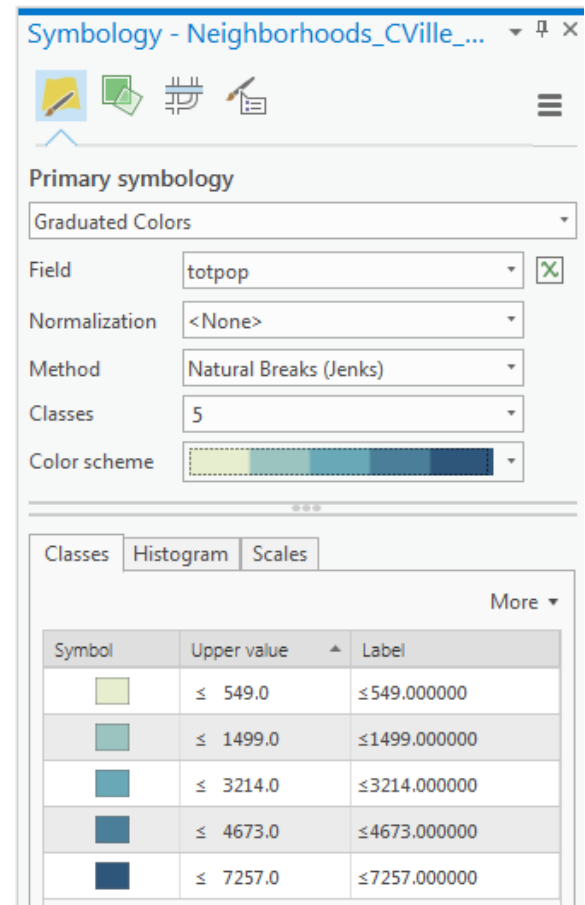 Symbology - Neighborhoods_CVille_...
Primary symbology
Graduated Colors
Field totpop
Normalization <None>
Method Natural Breaks (Jenks)
Classes 5
Color scheme
Classes Histogram Scales
More
Symbol Upper value Label
≤ 549.0 ≤549.000000
≤ 1499.0 ≤1499.000000
≤ 3214.0 ≤3214.000000
≤ 4673.0 ≤4673.000000
≤ 7257.0 ≤7257.000000